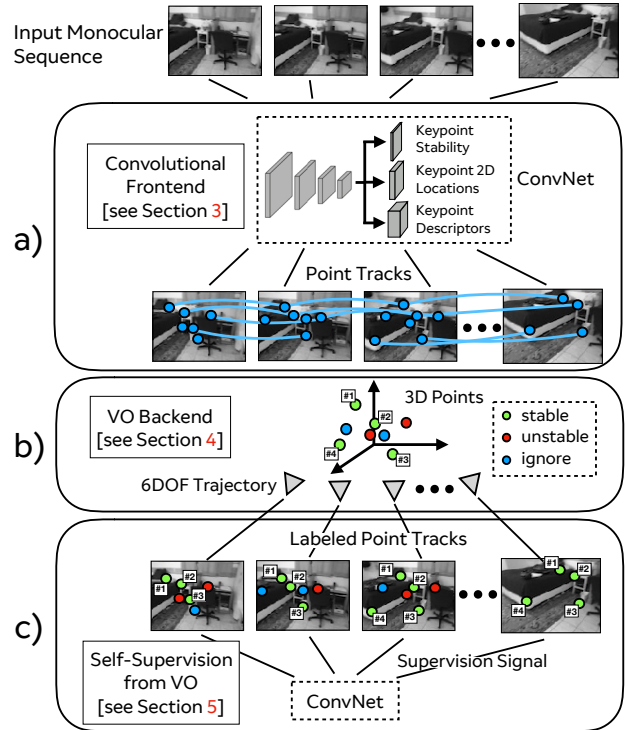 Input Monocular
Sequence
a)
Convolutional
Frontend
[see Section 3]
Keypoint
Stability
Keypoint 2D
Locations
Keypoint
Descriptors
ConvNet
Point Tracks
b)
VO Backend
[see Section 4]
#1
#2
#4
#3
3D Points
stable
unstable
ignore
6DOF Trajectory
c)
Labeled Point Tracks
#1
#2
#3
#1
#2
#3
#1
#2
#4
#3
#1
#2
#4
#3
Self-Supervision
from VO
[see Section 5]
Supervision Signal
ConvNet